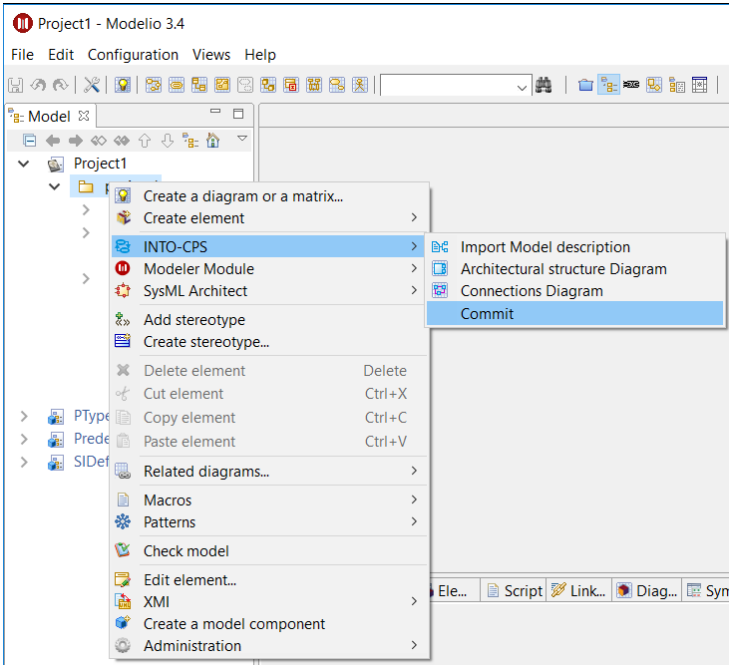 Project1 - Modelio 3.4
File Edit Configuration Views Help
Model
Project1
Create a diagram or a matrix...
Create element
INTO-CPS
Modeler Module
SysML Architect
Add stereotype
Create stereotype...
Delete element Delete
Cut element Ctrl+X
Copy element Ctrl+C
Paste element Ctrl+V
Related diagrams...
Macros
Patterns
Check model
Edit element...
XMI
Create a model component
Administration
Import Model description
Architectural structure Diagram
Connections Diagram
Commit
PType
Prede
SIDef
Ele... Script Link... Diag... Sym